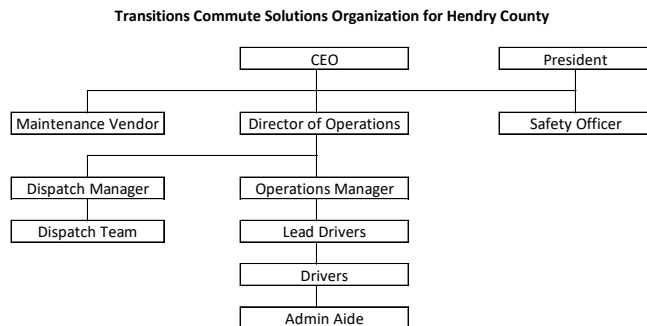 Transitions Commute Solutions Organization for Hendry County
CEO
President
Maintenance Vendor
Director of Operations
Safety Officer
Dispatch Manager
Operations Manager
Dispatch Team
Lead Drivers
Drivers
Admin Aide